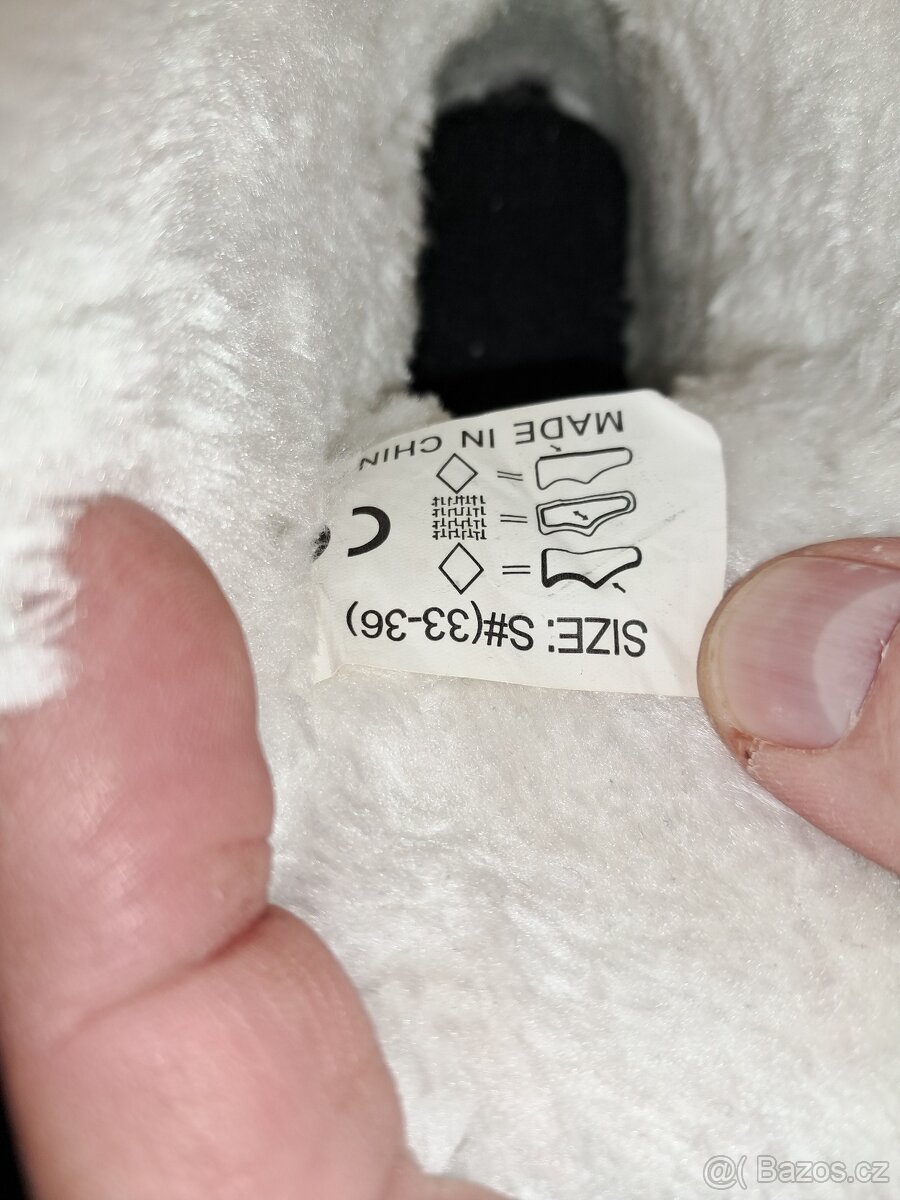 SIZE: S#(33-36)
C
MADE IN CHIN
@( Bazos.cz